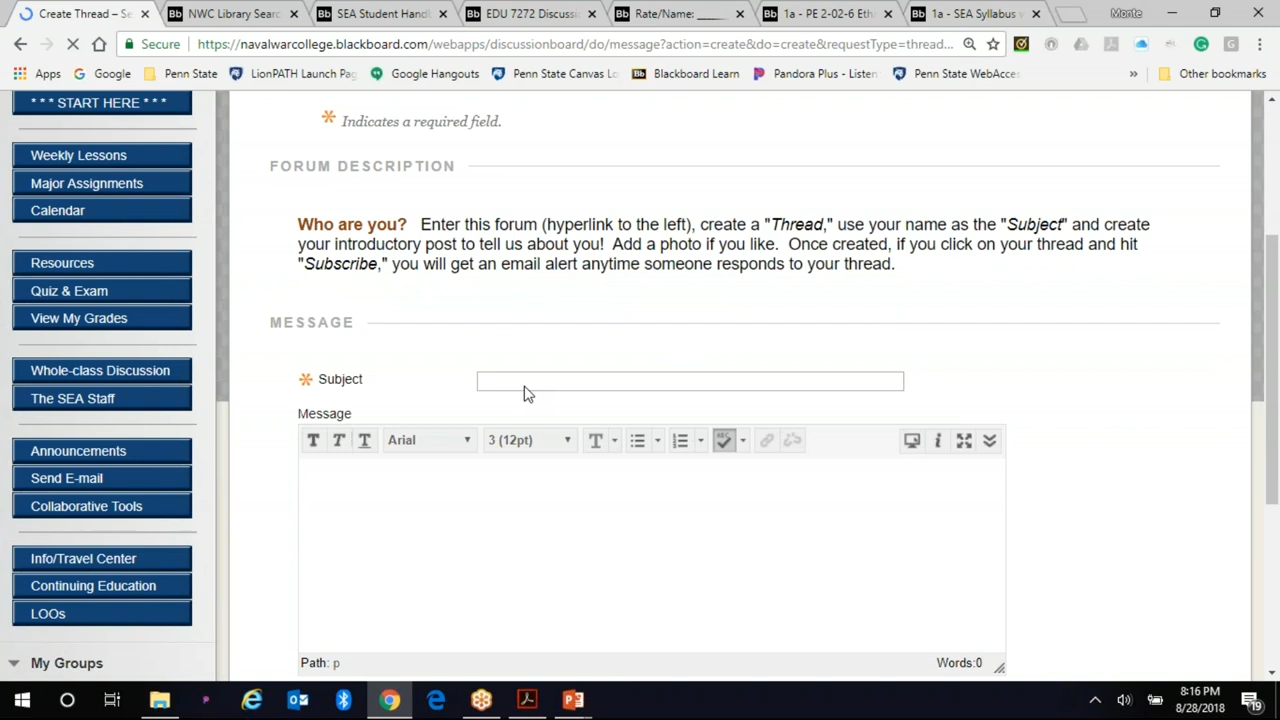 Create Thread – Se
NWC Library Searc
SEA Student Handb
EDU 7272 Discussi
Rate/Name: _____
1a - PE 2-02-6 Eth
1a - SEA Syllabus
Monte
Secure
https://navalwarcollege.blackboard.com/webapps/discussionboard/do/message?action=create&do=create&requestType=thread...
Apps
Google
Penn State
LionPATH Launch Pag
Google Hangouts
Penn State Canvas Lo
Blackboard Learn
Pandora Plus - Listen
Penn State WebAcces
»
Other bookmarks
* * * START HERE * * *
Weekly Lessons
Major Assignments
Calendar
Resources
Quiz & Exam
View My Grades
Whole-class Discussion
The SEA Staff
Announcements
Send E-mail
Collaborative Tools
Info/Travel Center
Continuing Education
LOOs
My Groups
Indicates a required field.
FORUM DESCRIPTION
Who are you? Enter this forum (hyperlink to the left), create a "Thread," use your name as the "Subject" and create
your introductory post to tell us about you! Add a photo if you like. Once created, if you click on your thread and hit
"Subscribe," you will get an email alert anytime someone responds to your thread.
MESSAGE
Subject
Message
T T T Arial 3 (12pt) T
Path: p
Words:0
8:16 PM
8/28/2018
19